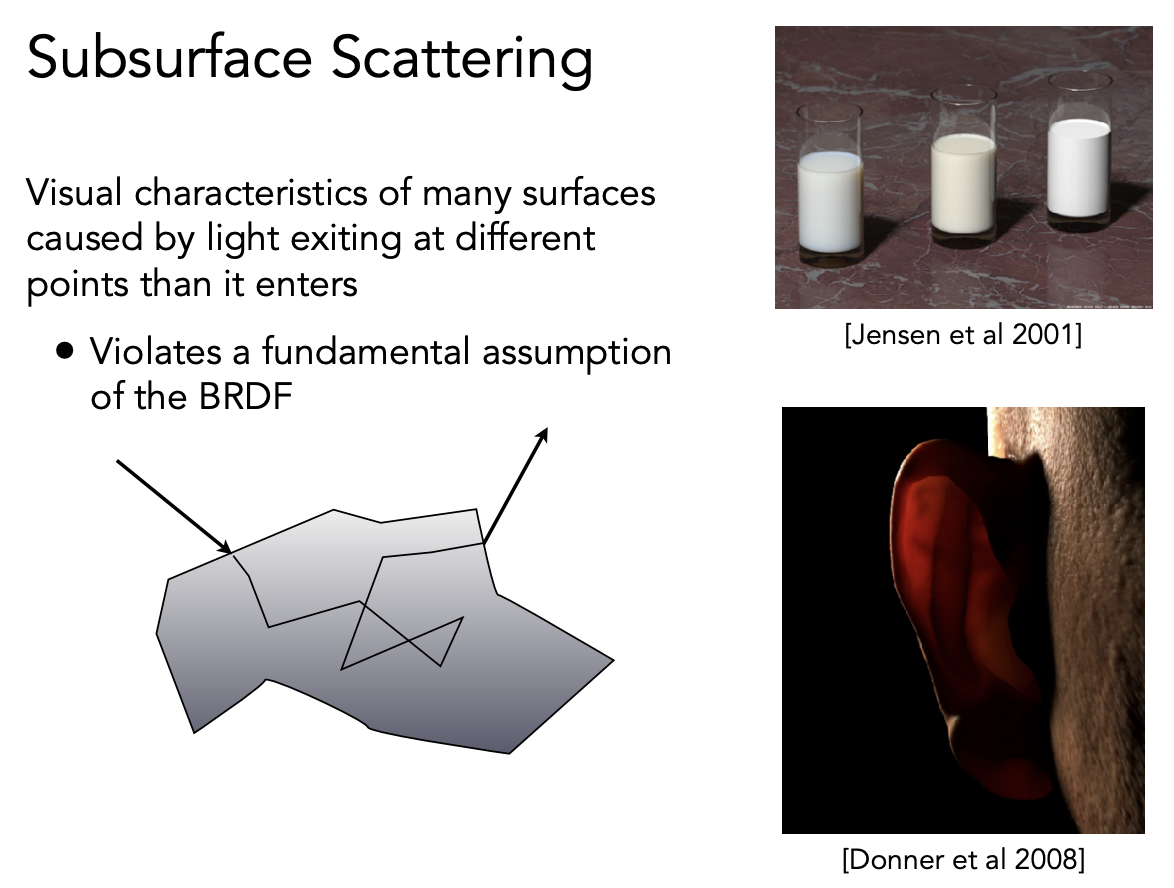 Subsurface Scattering
Visual characteristics of many surfaces
caused by light exiting at different
points than it enters
• Violates a fundamental assumption
of the BRDF
[Jensen et al 2001]
[Donner et al 2008]